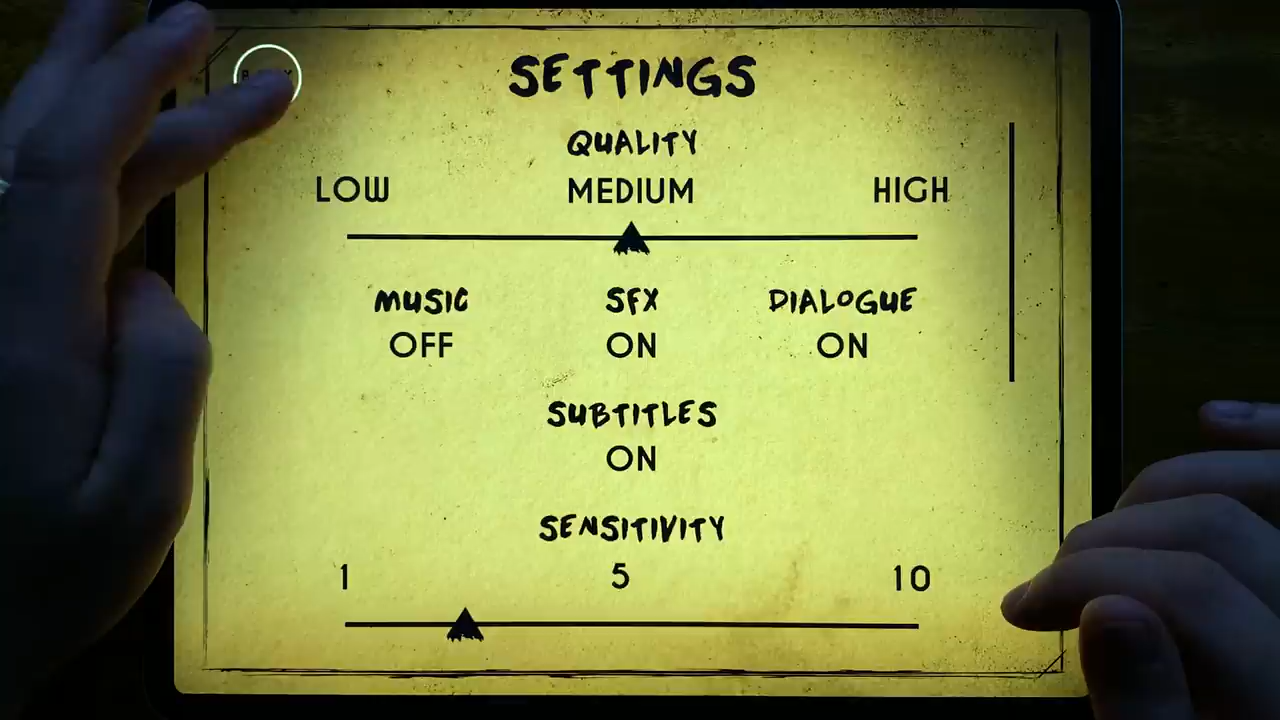 SETTINGS
QUALITY
LOW MEDIUM HIGH
MUSIC SFX DIALOGUE
OFF ON ON
SUBTITLES
ON
SENSITIVITY
1 5 10